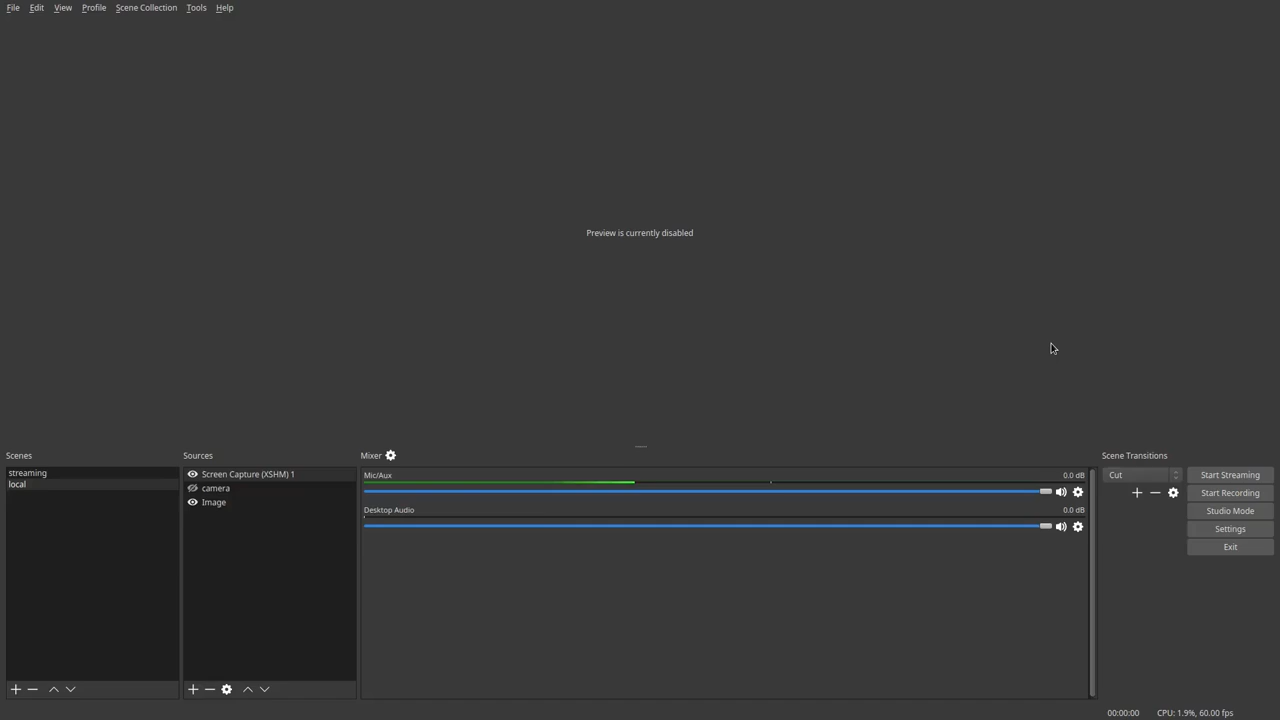 File Edit View Profile Scene Collection Tools Help
Preview is currently disabled
Scenes
streaming
local
Sources
Screen Capture (XSHM) 1
camera
Image
Mixer
Mic/Aux 0.0 dB
Desktop Audio 0.0 dB
Scene Transitions
Cut
Start Streaming
Start Recording
Studio Mode
Settings
Exit
00:00:00 CPU: 1.9%, 60.00 fps